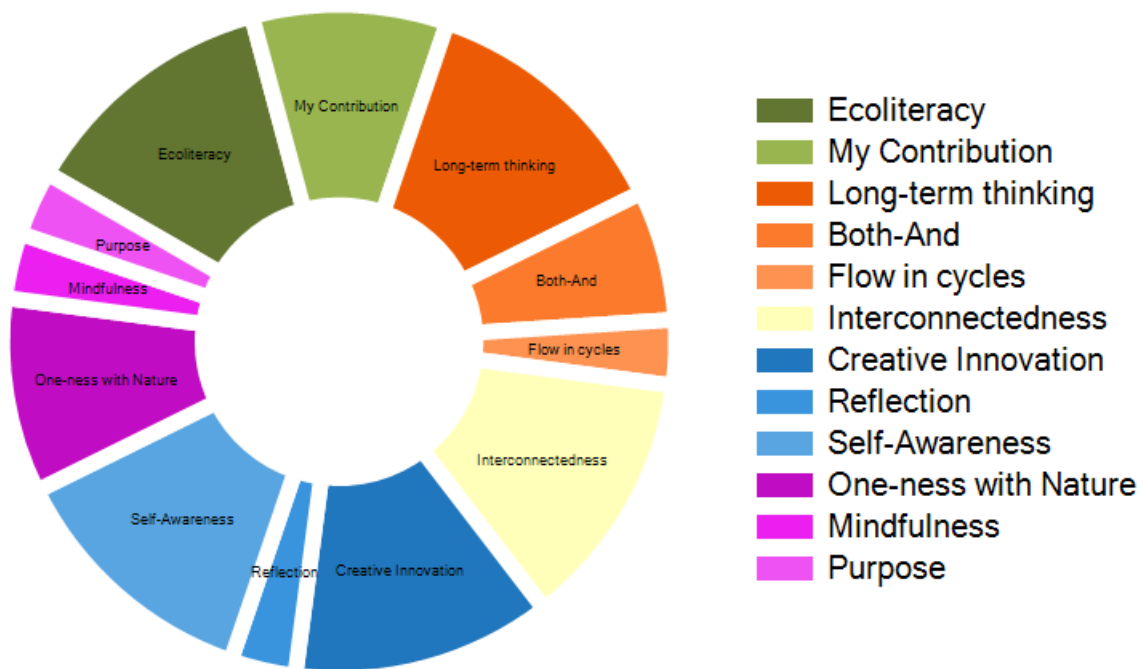 My Contribution
Ecoliteracy
Long-term thinking
Purpose
Both-And
Mindfulness
Flow in cycles
One-ness with Nature
Interconnectedness
Self-Awareness
Reflection
Creative Innovation
Ecoliteracy
My Contribution
Long-term thinking
Both-And
Flow in cycles
Interconnectedness
Creative Innovation
Reflection
Self-Awareness
One-ness with Nature
Mindfulness
Purpose